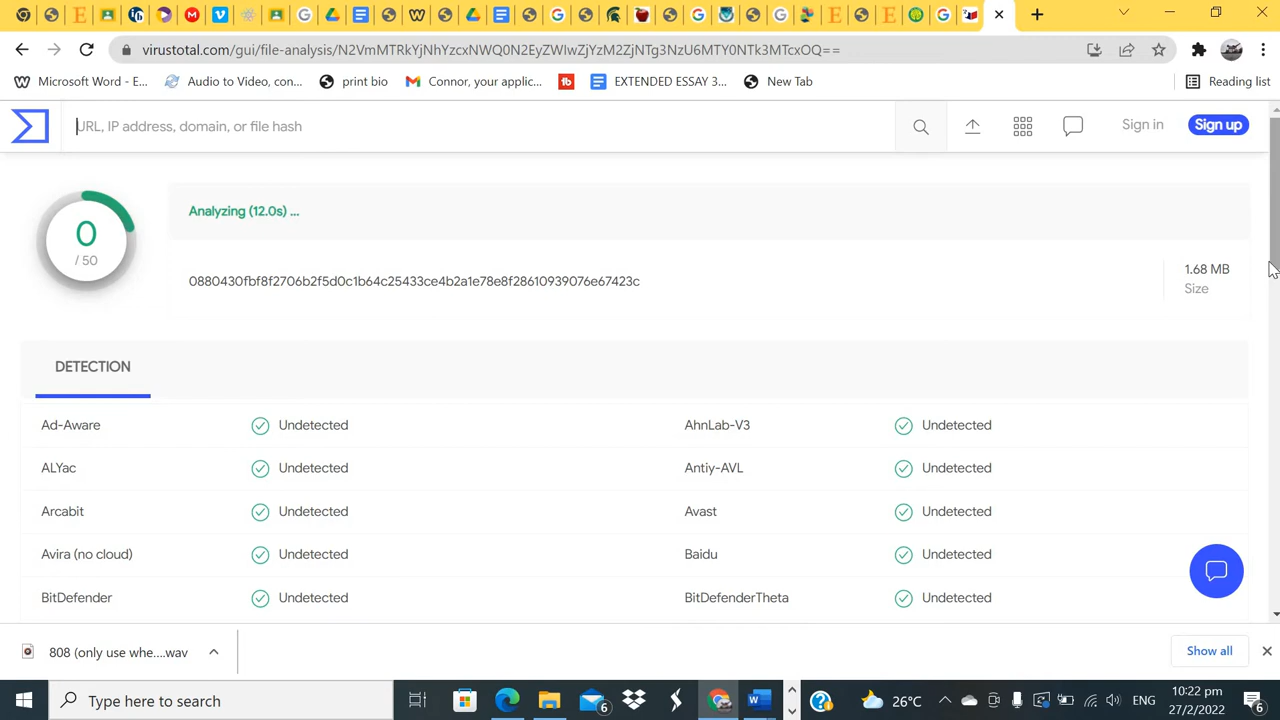 virustotal.com/gui/file-analysis/N2VmMTRkYjNhYzcxNWQ0N2EyZWIwZjYzM2ZjNTg3NzU6MTY0NTk3MTcxOQ==
Microsoft Word - E...
Audio to Video, con...
print bio
Connor, your applic...
EXTENDED ESSAY 3...
New Tab
Reading list
URL, IP address, domain, or file hash
Sign in
Sign up
0
/ 50
Analyzing (12.0s) ...
0880430fbf8f2706b2f5d0c1b64c25433ce4b2a1e78e8f28610939076e67423c
1.68 MB
Size
DETECTION
Ad-Aware Undetected AhnLab-V3 Undetected
ALYac Undetected Antiy-AVL Undetected
Arcabit Undetected Avast Undetected
Avira (no cloud) Undetected Baidu Undetected
BitDefender Undetected BitDefenderTheta Undetected
808 (only use whe....wav
Show all
Type here to search
6
26°C
ENG
10:22 pm
27/2/2022
6